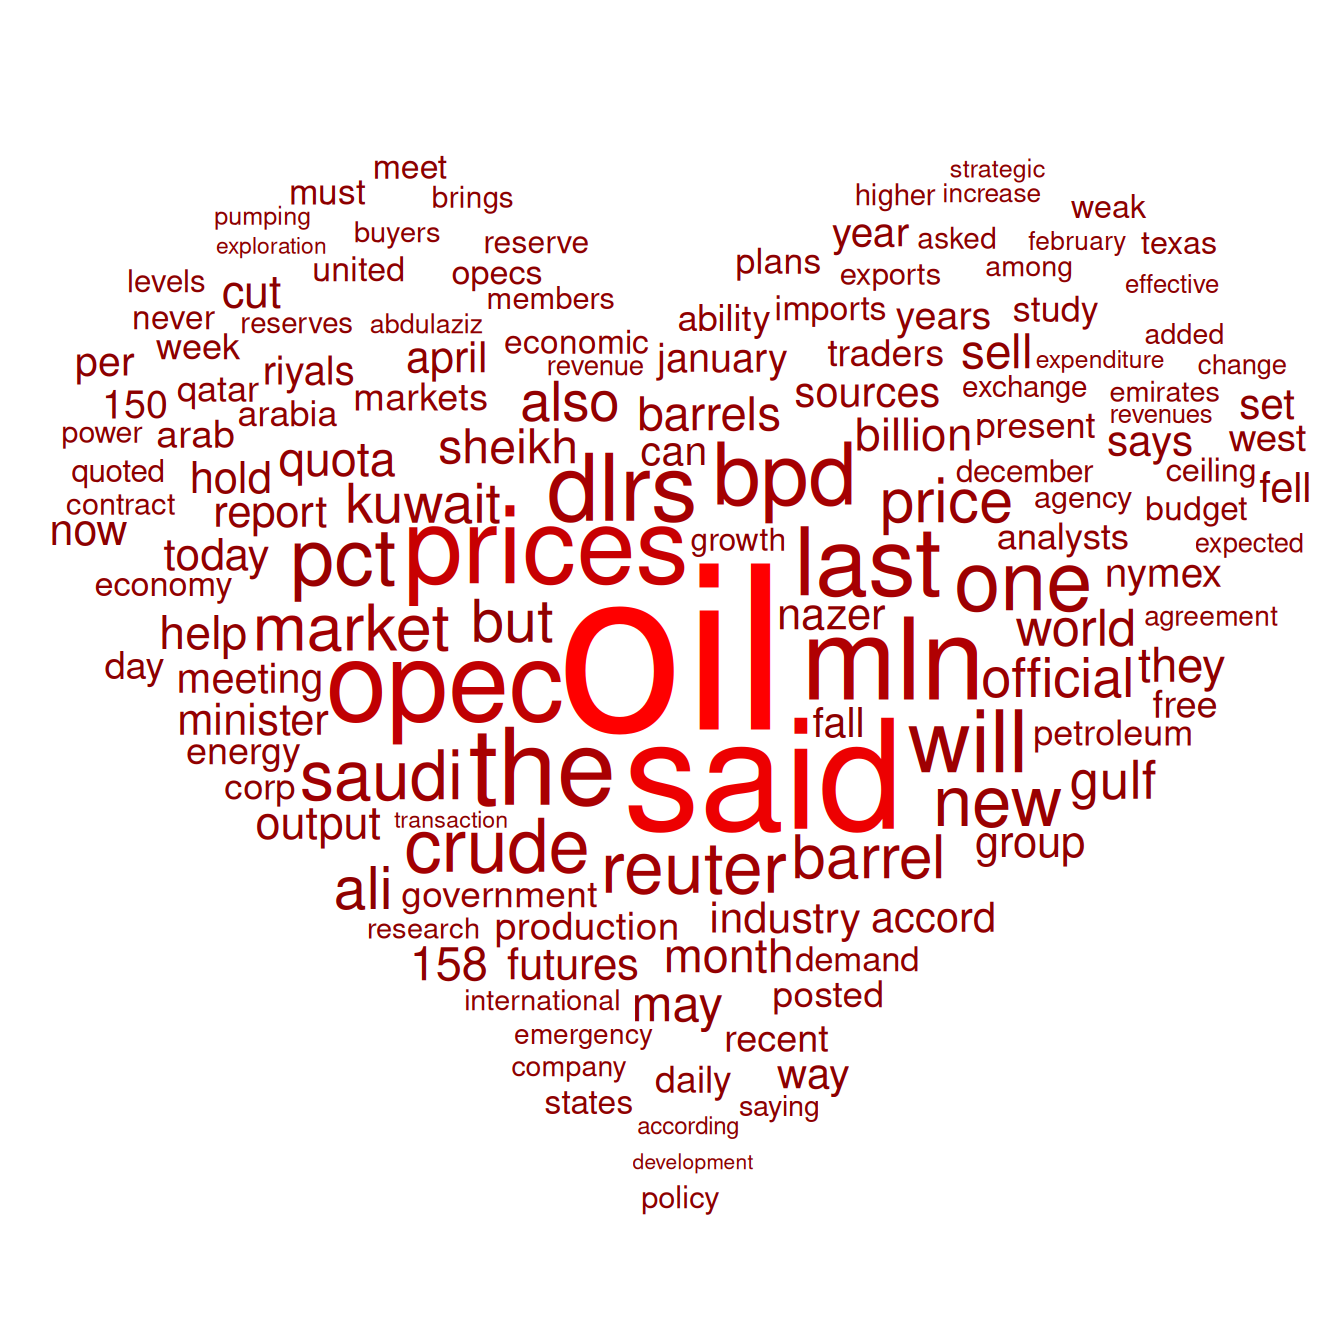 meet
strategic
must
brings
higher
increase
pumping
buyers
reserve
year
asked
weak
february
texas
exploration
united
opecs
plans
exports
among
levels
cut
members
effective
never
reserves
abdulaziz
ability
imports
years
study
per
week
riyals
april
economic
revenue
january
traders
sell
expenditure
added
change
150
qatar
arabia
markets
also
barrels
sources
exchange
emirates
revenues
set
power
arab
sheikh
can
billion
present
says
west
quoted
hold
quota
dlrs
bpd
december
ceiling
fell
contract
report
kuwait
price
agency
budget
now
today
pct
prices
growth
last
analysts
expected
economy
one
nymex
help
market
but
oil
nazer
world
agreement
day
meeting
opec
mln
official
they
minister
fall
free
energy
saudi
the
said
will
petroleum
corp
new
gulf
output
transaction
crude
reuter
barrel
group
ali
government
research
production
industry
accord
158
futures
month
demand
international
may
posted
emergency
recent
company
daily
way
states
saying
according
development
policy